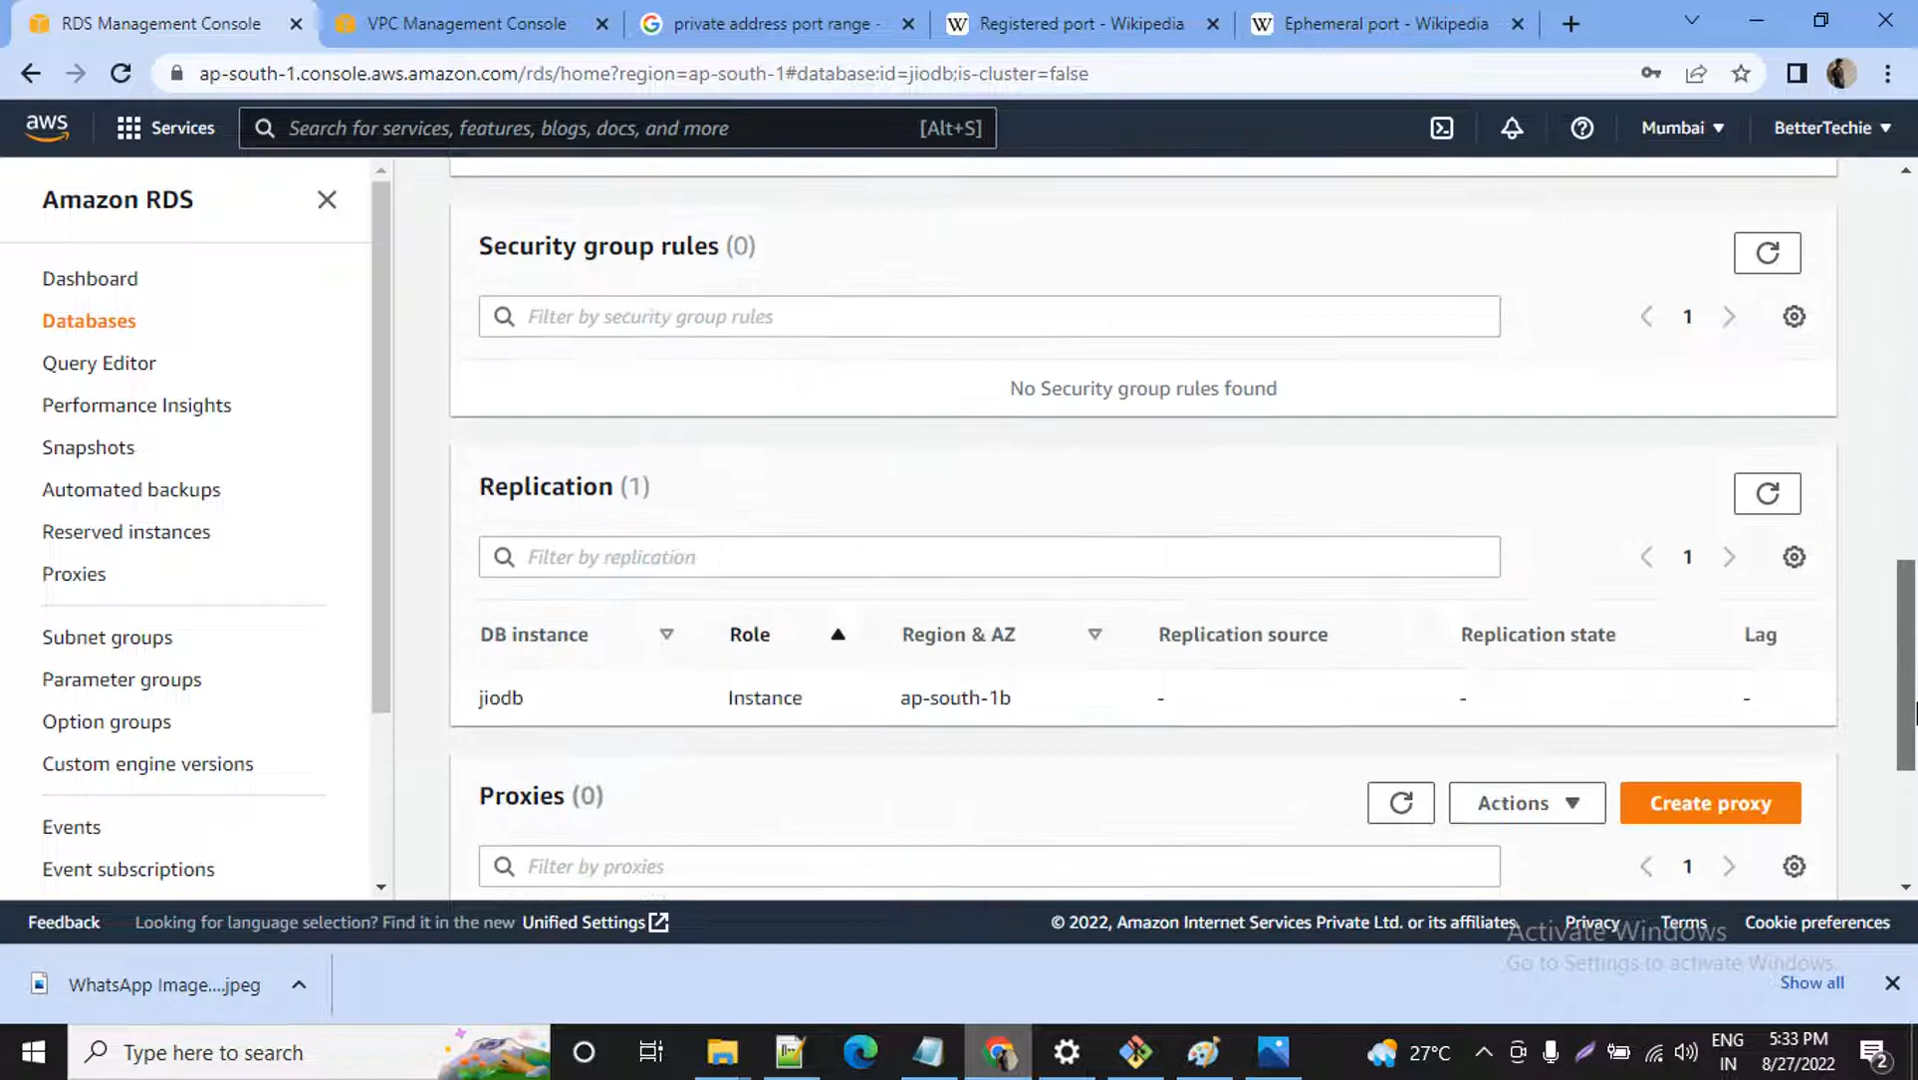 RDS Management Console
VPC Management Console
private address port range -
Registered port - Wikipedia
Ephemeral port - Wikipedia
ap-south-1.console.aws.amazon.com/rds/home?region=ap-south-1#database:id=jiodb;is-cluster=false
aws
Services
Search for services, features, blogs, docs, and more
[Alt+S]
Mumbai
BetterTechie
Amazon RDS
Dashboard
Databases
Query Editor
Performance Insights
Snapshots
Automated backups
Reserved instances
Proxies
Subnet groups
Parameter groups
Option groups
Custom engine versions
Events
Event subscriptions
Security group rules (0)
Filter by security group rules
1
No Security group rules found
Replication (1)
Filter by replication
1
DB instance Role Region & AZ Replication source Replication state Lag
jiodb Instance ap-south-1b - - -
Proxies (0)
Actions
Create proxy
Filter by proxies
1
Feedback
Looking for language selection? Find it in the new Unified Settings
© 2022, Amazon Internet Services Private Ltd. or its affiliates.
Privacy
Terms
Cookie preferences
Activate Windows
Go to Settings to activate Windows.
WhatsApp Image....jpeg
Show all
Type here to search
27°C
ENG
IN
5:33 PM
8/27/2022
2